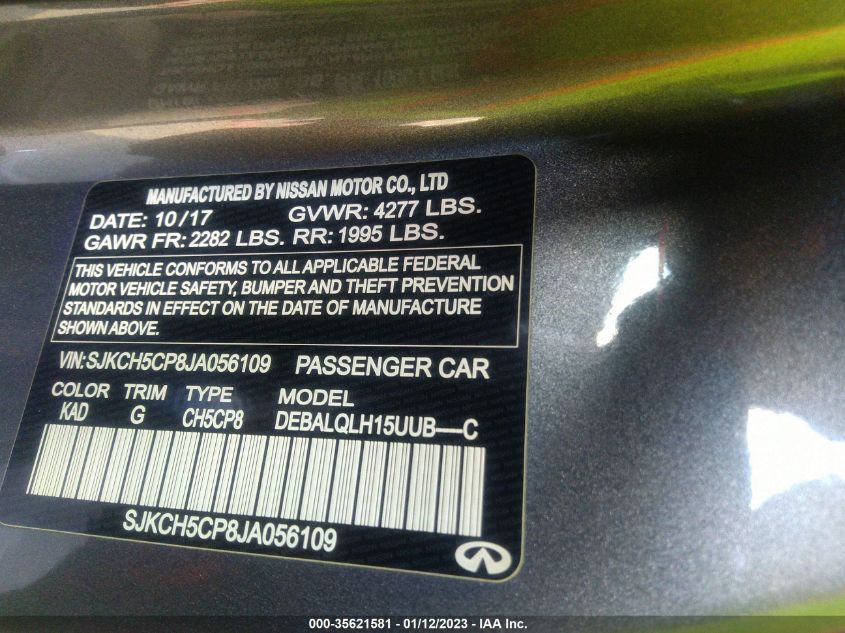 MANUFACTURED BY NISSAN MOTOR CO., LTD
DATE: 10/17 GVWR: 4277 LBS.
GAWR FR: 2282 LBS. RR: 1995 LBS.
THIS VEHICLE CONFORMS TO ALL APPLICABLE FEDERAL
MOTOR VEHICLE SAFETY, BUMPER AND THEFT PREVENTION
STANDARDS IN EFFECT ON THE DATE OF MANUFACTURE
SHOWN ABOVE.
VIN: SJKCH5CP8JA056109 PASSENGER CAR
COLOR TRIM TYPE MODEL
KAD G CH5CP8 DEBALQLH15UUB—C
SJKCH5CP8JA056109
000-35621581 - 01/12/2023 - IAA Inc.